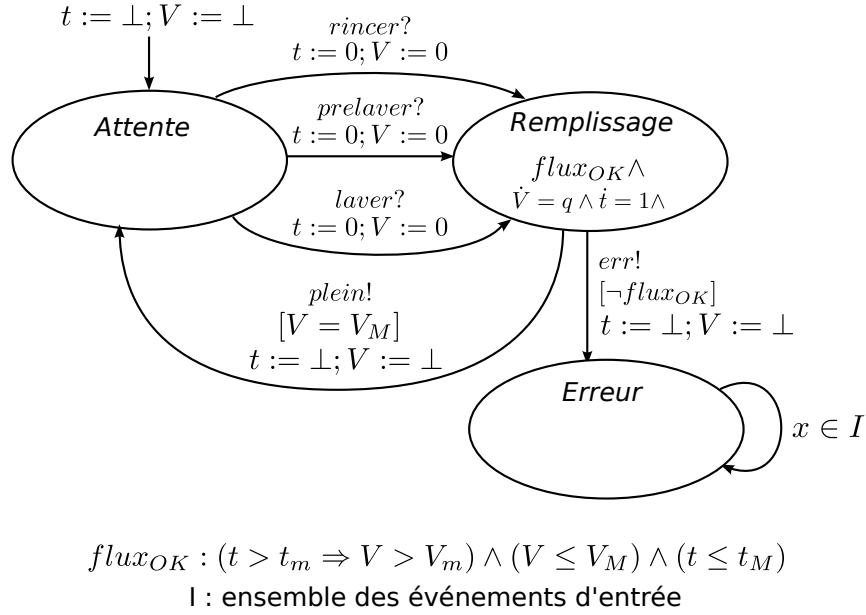 t := ⊥; V := ⊥
rincer?
t := 0; V := 0
Attente
prelaver?
t := 0; V := 0
Remplissage
flux_OK ∧
V̇ = q ∧ ṫ = 1∧
laver?
t := 0; V := 0
plein!
[V = V_M]
t := ⊥; V := ⊥
err!
[¬flux_OK]
t := ⊥; V := ⊥
Erreur
x ∈ I
flux_OK : (t > t_m ⇒ V > V_m) ∧ (V ≤ V_M) ∧ (t ≤ t_M)
I : ensemble des événements d'entrée